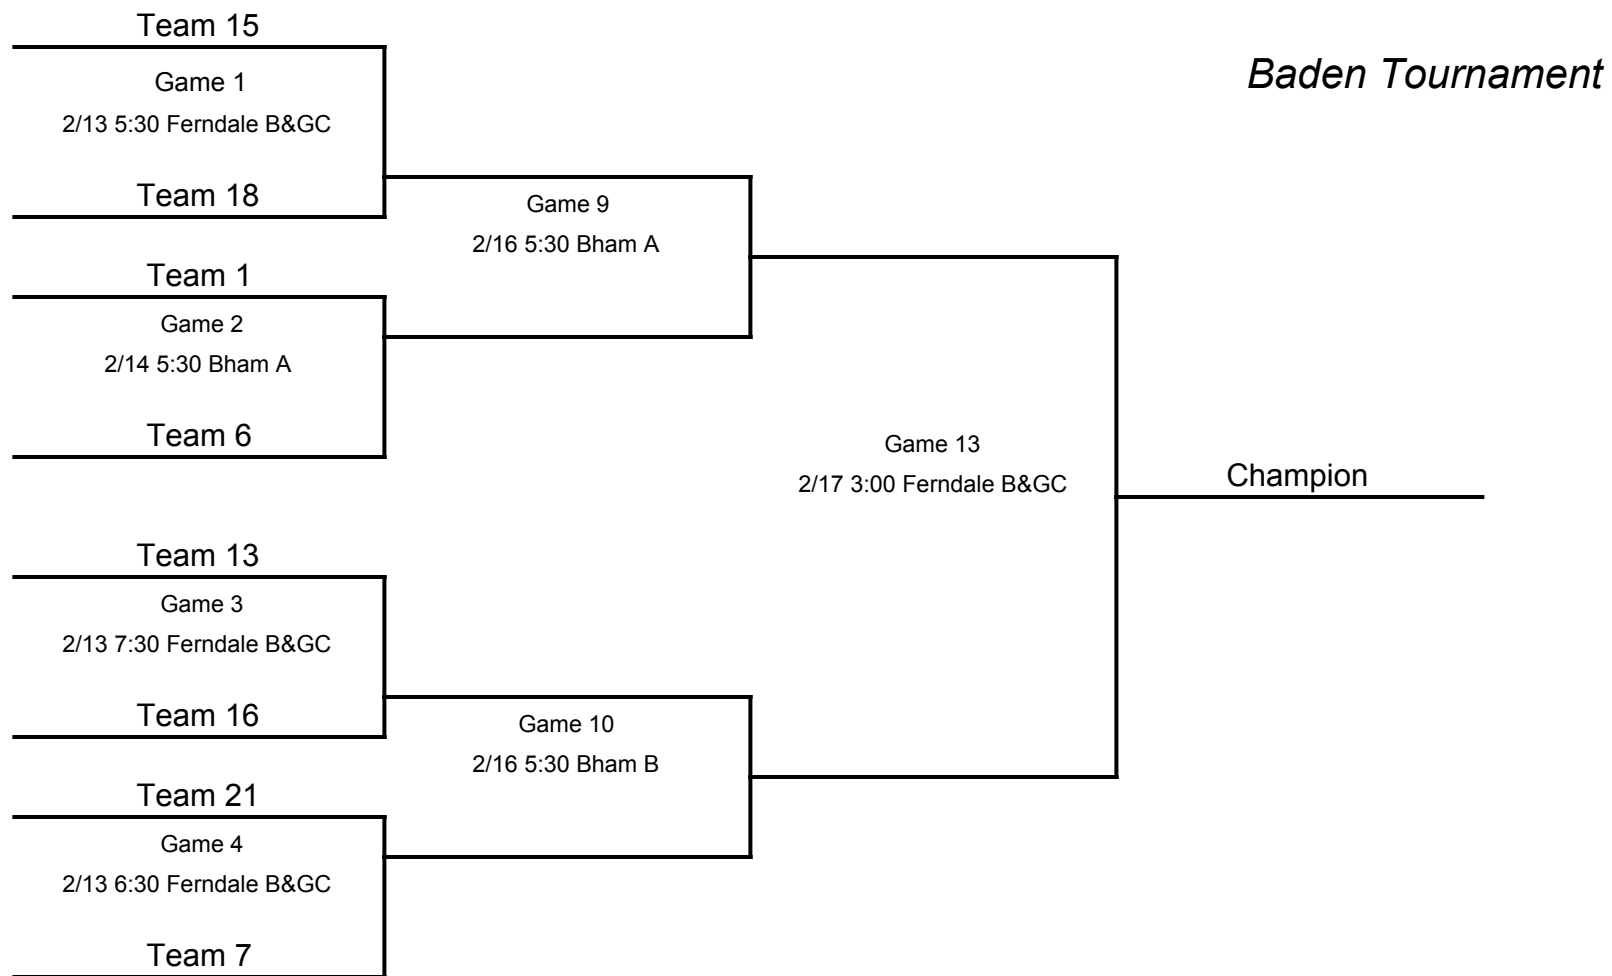 Team 15
Baden Tournament
Game 1
2/13 5:30 Ferndale B&GC
Team 18
Game 9
2/16 5:30 Bham A
Team 1
Game 2
2/14 5:30 Bham A
Team 6
Game 13
2/17 3:00 Ferndale B&GC
Champion
Team 13
Game 3
2/13 7:30 Ferndale B&GC
Team 16
Game 10
2/16 5:30 Bham B
Team 21
Game 4
2/13 6:30 Ferndale B&GC
Team 7